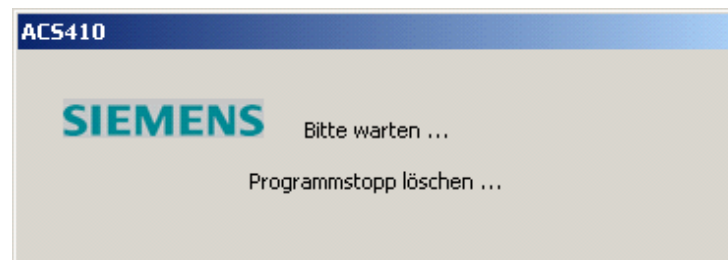 ACS410
SIEMENS
Bitte warten ...
Programmstopp löschen ...